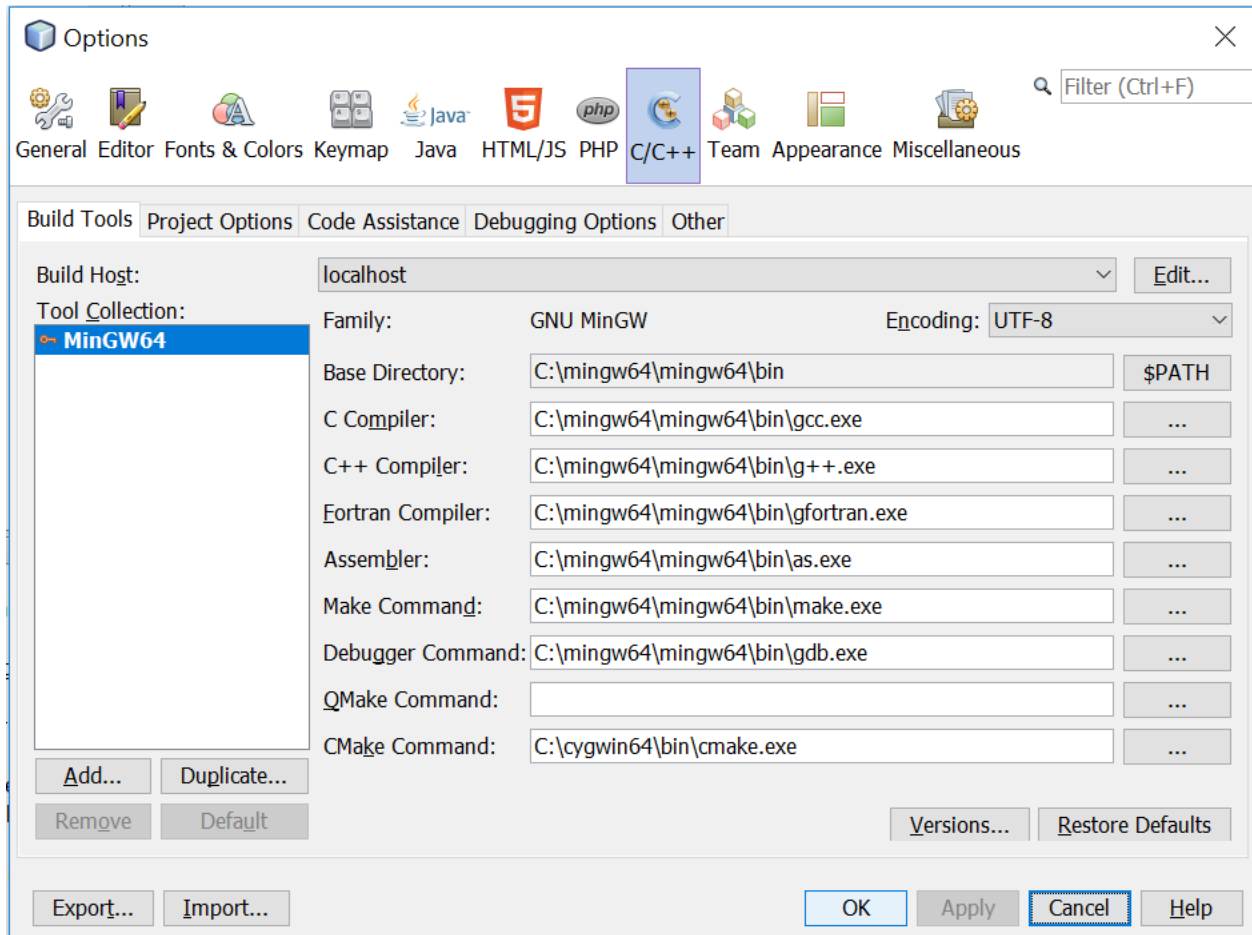 Options
Filter (Ctrl+F)
Java
5
php
General Editor Fonts & Colors Keymap Java HTML/JS PHP C/C++ Team Appearance Miscellaneous
Build Tools Project Options Code Assistance Debugging Options Other
Build Host: localhost Edit...
Tool Collection:
MinGW64
Family: GNU MinGW Encoding: UTF-8
Base Directory: C:\mingw64\mingw64\bin $PATH
C Compiler: C:\mingw64\mingw64\bin\gcc.exe ...
C++ Compiler: C:\mingw64\mingw64\bin\g++.exe ...
Fortran Compiler: C:\mingw64\mingw64\bin\gfortran.exe ...
Assembler: C:\mingw64\mingw64\bin\as.exe ...
Make Command: C:\mingw64\mingw64\bin\make.exe ...
Debugger Command: C:\mingw64\mingw64\bin\gdb.exe ...
QMake Command: ...
CMake Command: C:\cygwin64\bin\cmake.exe ...
Add... Duplicate...
Remove Default
Versions... Restore Defaults
Export... Import... OK Apply Cancel Help